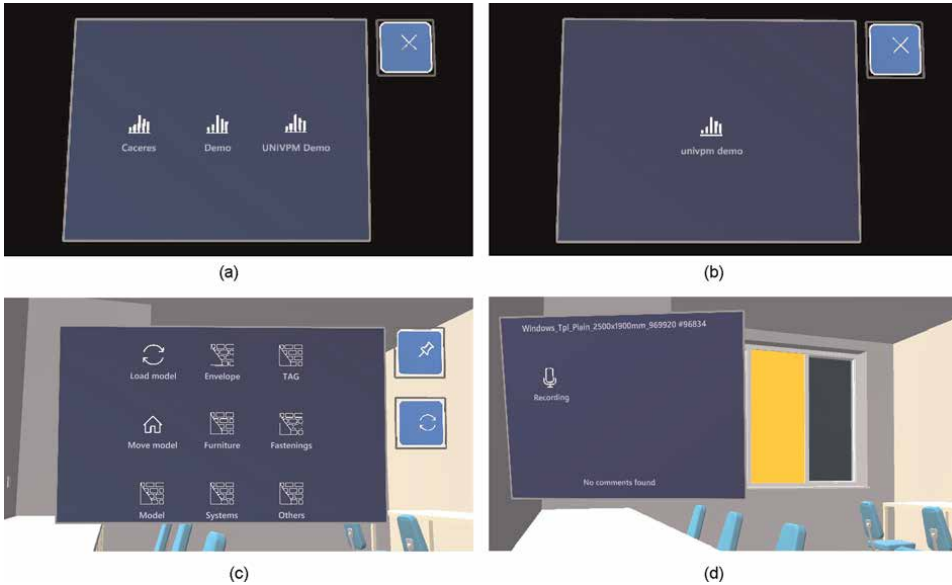 Caceres
Demo
UNIVPM Demo
(a)
univpm demo
(b)
Load model
Envelope
TAG
Move model
Furniture
Fastenings
Model
Systems
Others
(c)
Windows_Tpl_Plain_2500x1900mm_969920 #96834
Recording
No comments found
(d)